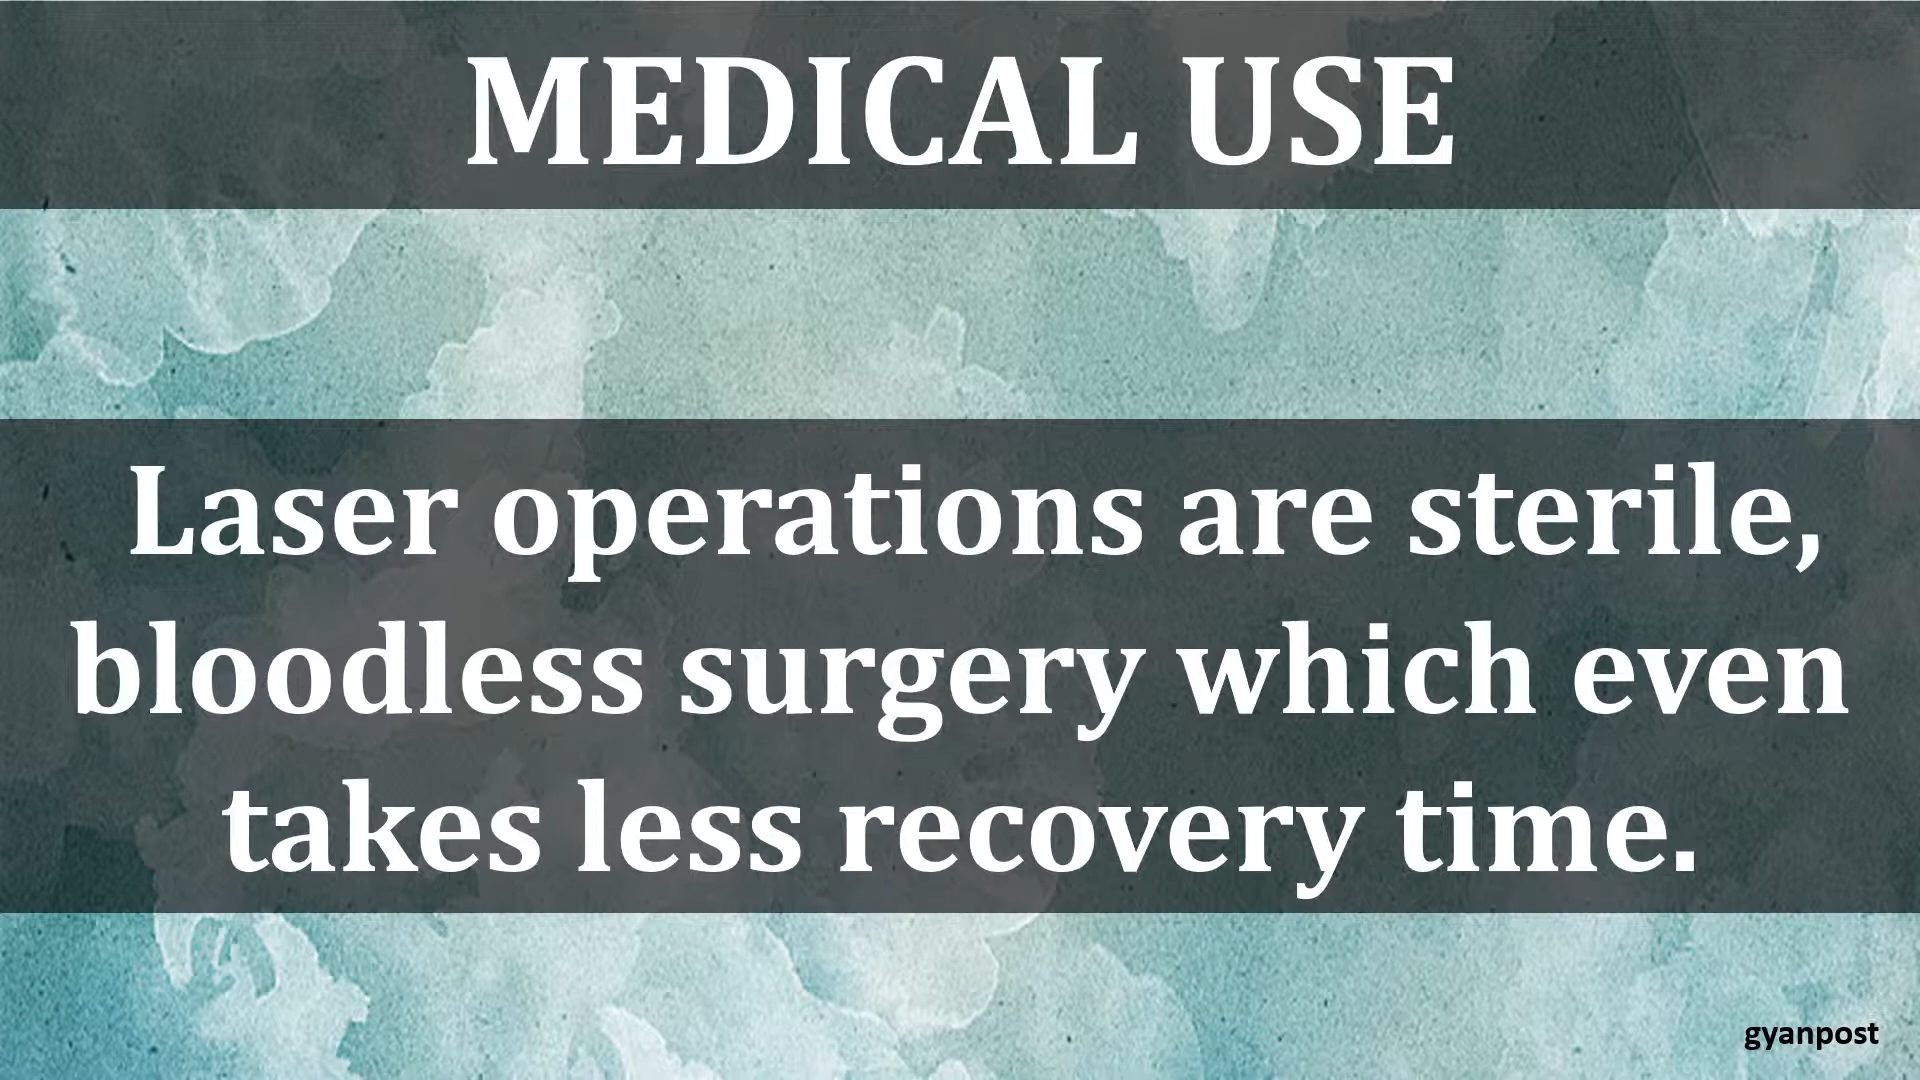 MEDICAL USE
Laser operations are sterile,
bloodless surgery which even
takes less recovery time.
gyanpost